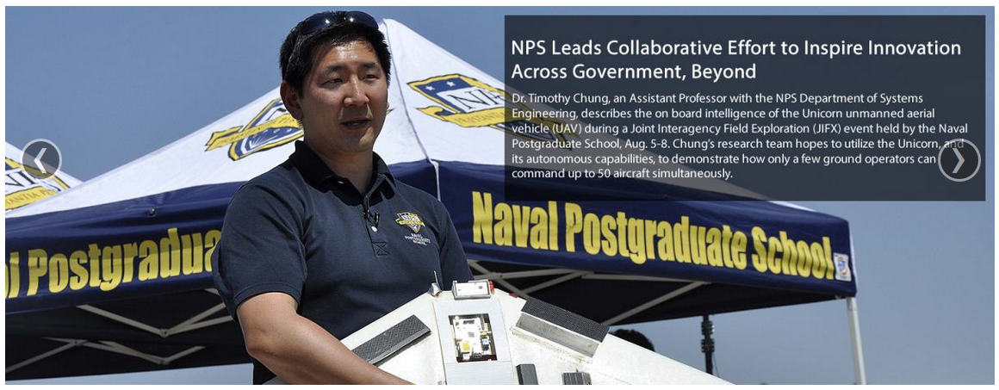 NPS Leads Collaborative Effort to Inspire Innovation
Across Government, Beyond
Dr. Timothy Chung, an Assistant Professor with the NPS Department of Systems
Engineering, describes the on board intelligence of the Unicorn unmanned aerial
vehicle (UAV) during a Joint Interagency Field Exploration (JIFX) event held by the Naval
Postgraduate School, Aug. 5-8. Chung's research team hopes to utilize the Unicorn, and
its autonomous capabilities, to demonstrate how only a few ground operators can
command up to 50 aircraft simultaneously.
Naval Postgraduate School
l Postgradua
NAVAL
POSTGRADUATE
SCHOOL